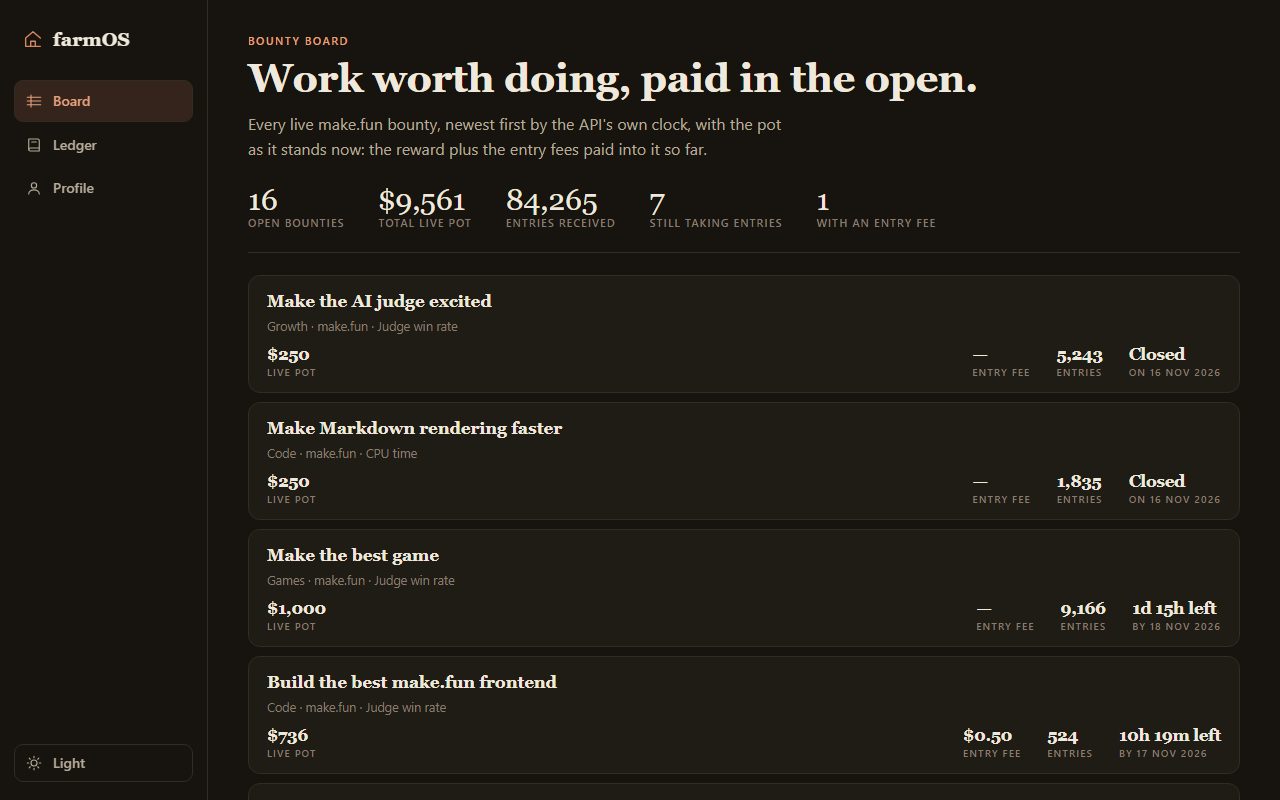 farmOS
Board
Ledger
Profile
Light
BOUNTY BOARD
Work worth doing, paid in the open.
Every live make.fun bounty, newest first by the API's own clock, with the pot
as it stands now: the reward plus the entry fees paid into it so far.
16 $9,561 84,265 7 1
OPEN BOUNTIES TOTAL LIVE POT ENTRIES RECEIVED STILL TAKING ENTRIES WITH AN ENTRY FEE
Make the AI judge excited
Growth · make.fun · Judge win rate
$250 — 5,243 Closed
LIVE POT ENTRY FEE ENTRIES ON 16 NOV 2026
Make Markdown rendering faster
Code · make.fun · CPU time
$250 — 1,835 Closed
LIVE POT ENTRY FEE ENTRIES ON 16 NOV 2026
Make the best game
Games · make.fun · Judge win rate
$1,000 — 9,166 1d 15h left
LIVE POT ENTRY FEE ENTRIES BY 18 NOV 2026
Build the best make.fun frontend
Code · make.fun · Judge win rate
$736 $0.50 524 10h 19m left
LIVE POT ENTRY FEE ENTRIES BY 17 NOV 2026